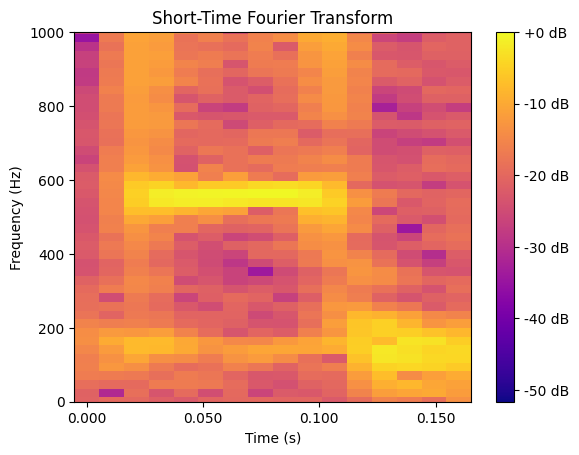 Short-Time Fourier Transform
1000
800
600
400
200
0
Frequency (Hz)
0.000
0.050
0.100
0.150
Time (s)
+0 dB
-10 dB
-20 dB
-30 dB
-40 dB
-50 dB